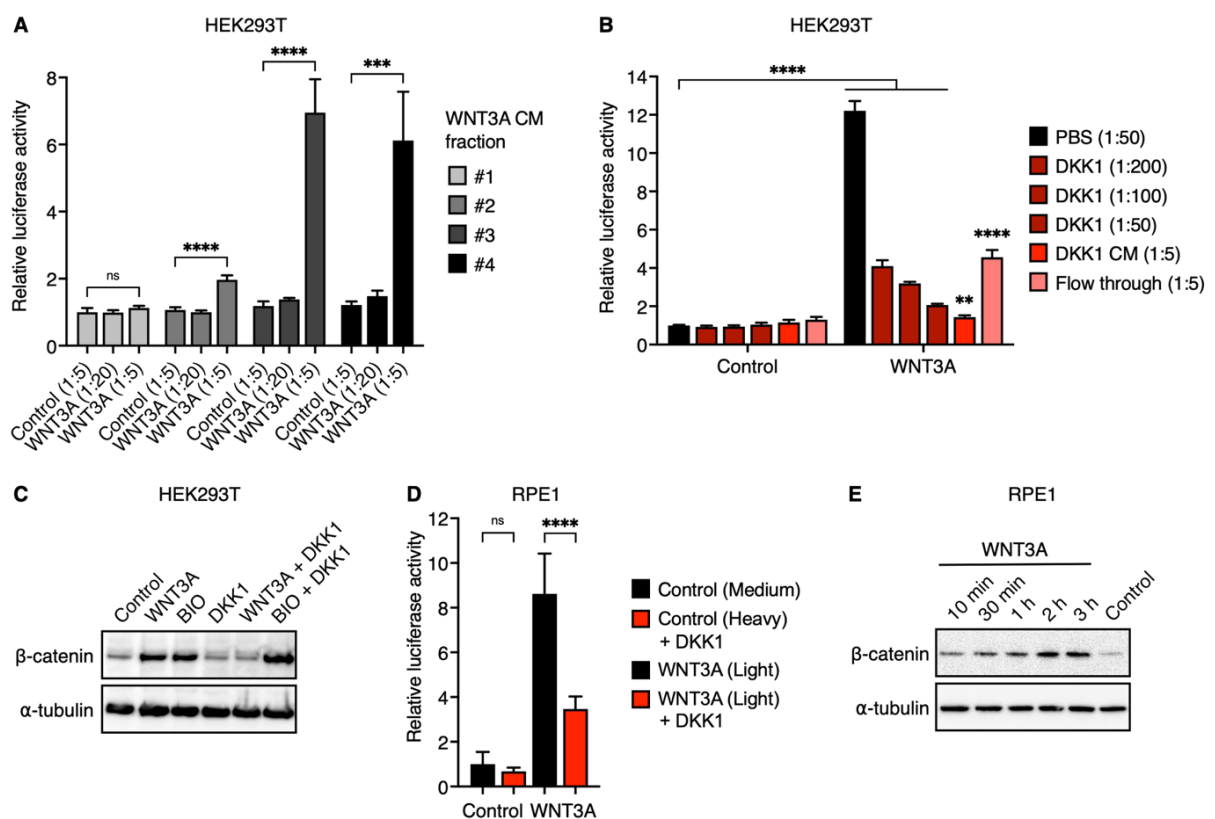 A
HEK293T
Relative luciferase activity
8
6
4
2
0
ns
****
****
***
Control (1:5)
WNT3A (1:20)
WNT3A (1:5)
Control (1:5)
WNT3A (1:20)
WNT3A (1:5)
Control (1:5)
WNT3A (1:20)
WNT3A (1:5)
Control (1:5)
WNT3A (1:20)
WNT3A (1:5)
WNT3A CM
fraction
#1
#2
#3
#4
B
HEK293T
Relative luciferase activity
14
12
10
8
6
4
2
0
****
**
****
Control
WNT3A
PBS (1:50)
DKK1 (1:200)
DKK1 (1:100)
DKK1 (1:50)
DKK1 CM (1:5)
Flow through (1:5)
C
HEK293T
Control
WNT3A
BIO
DKK1
WNT3A + DKK1
BIO + DKK1
β-catenin
α-tubulin
D
RPE1
Relative luciferase activity
12
10
8
6
4
2
0
ns
****
Control
WNT3A
Control (Medium)
Control (Heavy)
+ DKK1
WNT3A (Light)
WNT3A (Light)
+ DKK1
E
RPE1
WNT3A
10 min
30 min
1 h
2 h
3 h
Control
β-catenin
α-tubulin